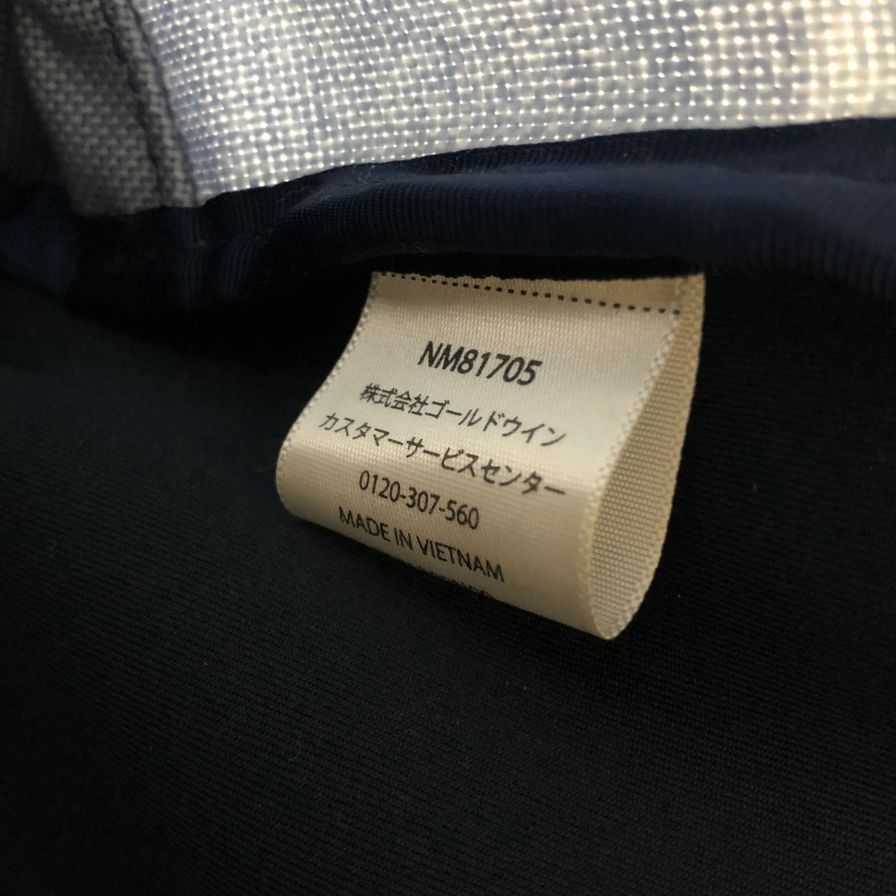 NM81705
株式会社ゴールドウイン
カスタマーサービスセンター
0120-307-560
MADE IN VIETNAM